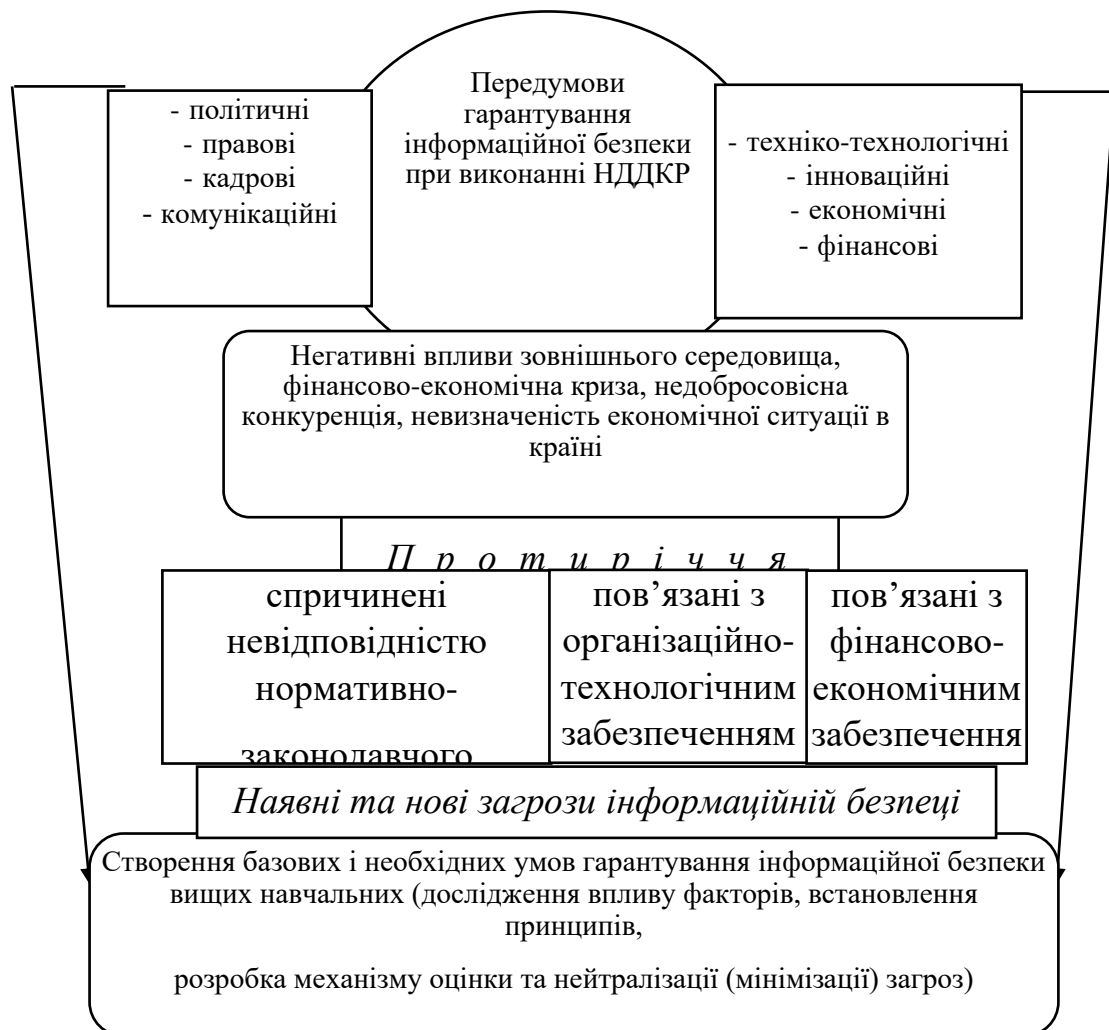 Передумови
гарантування
інформаційної безпеки
при виконанні НДДКР
- політичні
- правові
- кадрові
- комунікаційні
- техніко-технологічні
- інноваційні
- економічні
- фінансові
Негативні впливи зовнішнього середовища,
фінансово-економічна криза, недобросовісна
конкуренція, невизначеність економічної ситуації в
країні
П р о т и р і ч ч я
спричинені
невідповідністю
нормативно-
законодавчого
пов’язані з
організаційно-
технологічним
забезпеченням
пов’язані з
фінансово-
економічним
забезпечення
Наявні та нові загрози інформаційній безпеці
Створення базових і необхідних умов гарантування інформаційної безпеки
вищих навчальних (дослідження впливу факторів, встановлення
принципів,
розробка механізму оцінки та нейтралізації (мінімізації) загроз)